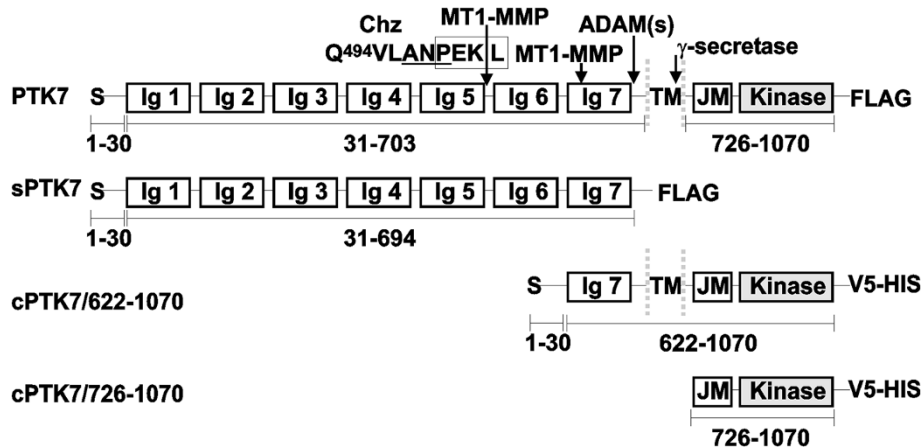 Chz MT1-MMP ADAM(s)
Q494VLANPEKL MT1-MMP γ-secretase
PTK7 S Ig 1 Ig 2 Ig 3 Ig 4 Ig 5 Ig 6 Ig 7 TM JM Kinase FLAG
1-30 31-703 726-1070
sPTK7 S Ig 1 Ig 2 Ig 3 Ig 4 Ig 5 Ig 6 Ig 7 FLAG
1-30 31-694
cPTK7/622-1070 S Ig 7 TM JM Kinase V5-HIS
1-30 622-1070
cPTK7/726-1070 JM Kinase V5-HIS
726-1070